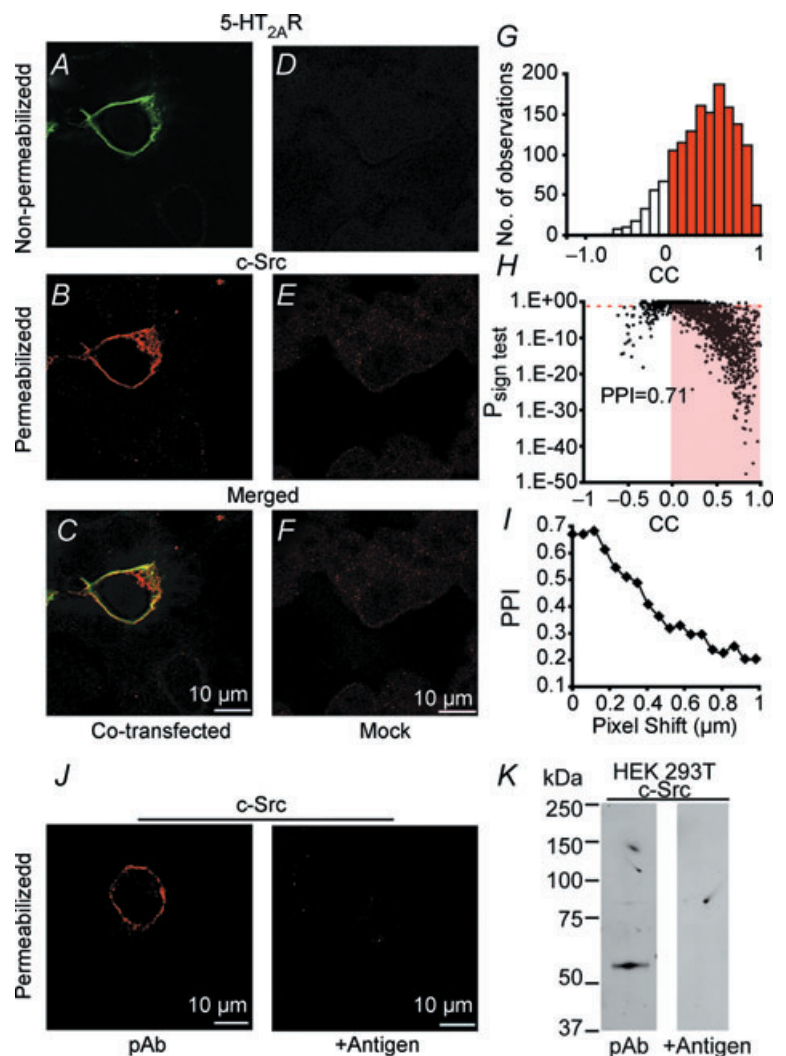 5-HT2AR
Non-permeabilizedd
A
D
c-Src
Permeabilizedd
B
E
Merged
C
F
10 µm
10 µm
Co-transfected
Mock
G
No. of observations
200
150
100
50
0
-1.0
0
1
CC
H
Psign test
1.E+00
1.E-10
1.E-20
1.E-30
1.E-40
1.E-50
PPI=0.71
-1
-0.5
0.0
0.5
1.0
CC
I
PPI
0.7
0.6
0.5
0.4
0.3
0.2
0.1
0
0.2
0.4
0.6
0.8
1
Pixel Shift (µm)
J
c-Src
Permeabilizedd
10 µm
10 µm
pAb
+Antigen
K
kDa
HEK 293T
c-Src
250
150
100
75
50
37
pAb
+Antigen